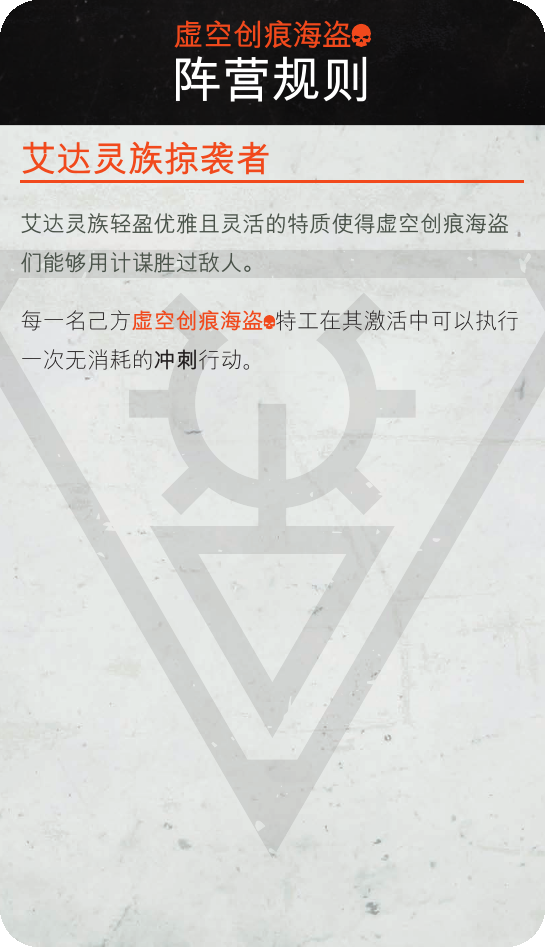 虚空创痕海盗
阵营规则
艾达灵族掠袭者
艾达灵族轻盈优雅且灵活的特质使得虚空创痕海盗
们能够用计谋胜过敌人。
每一名己方虚空创痕海盗特工在其激活中可以执行
一次无消耗的冲刺行动。